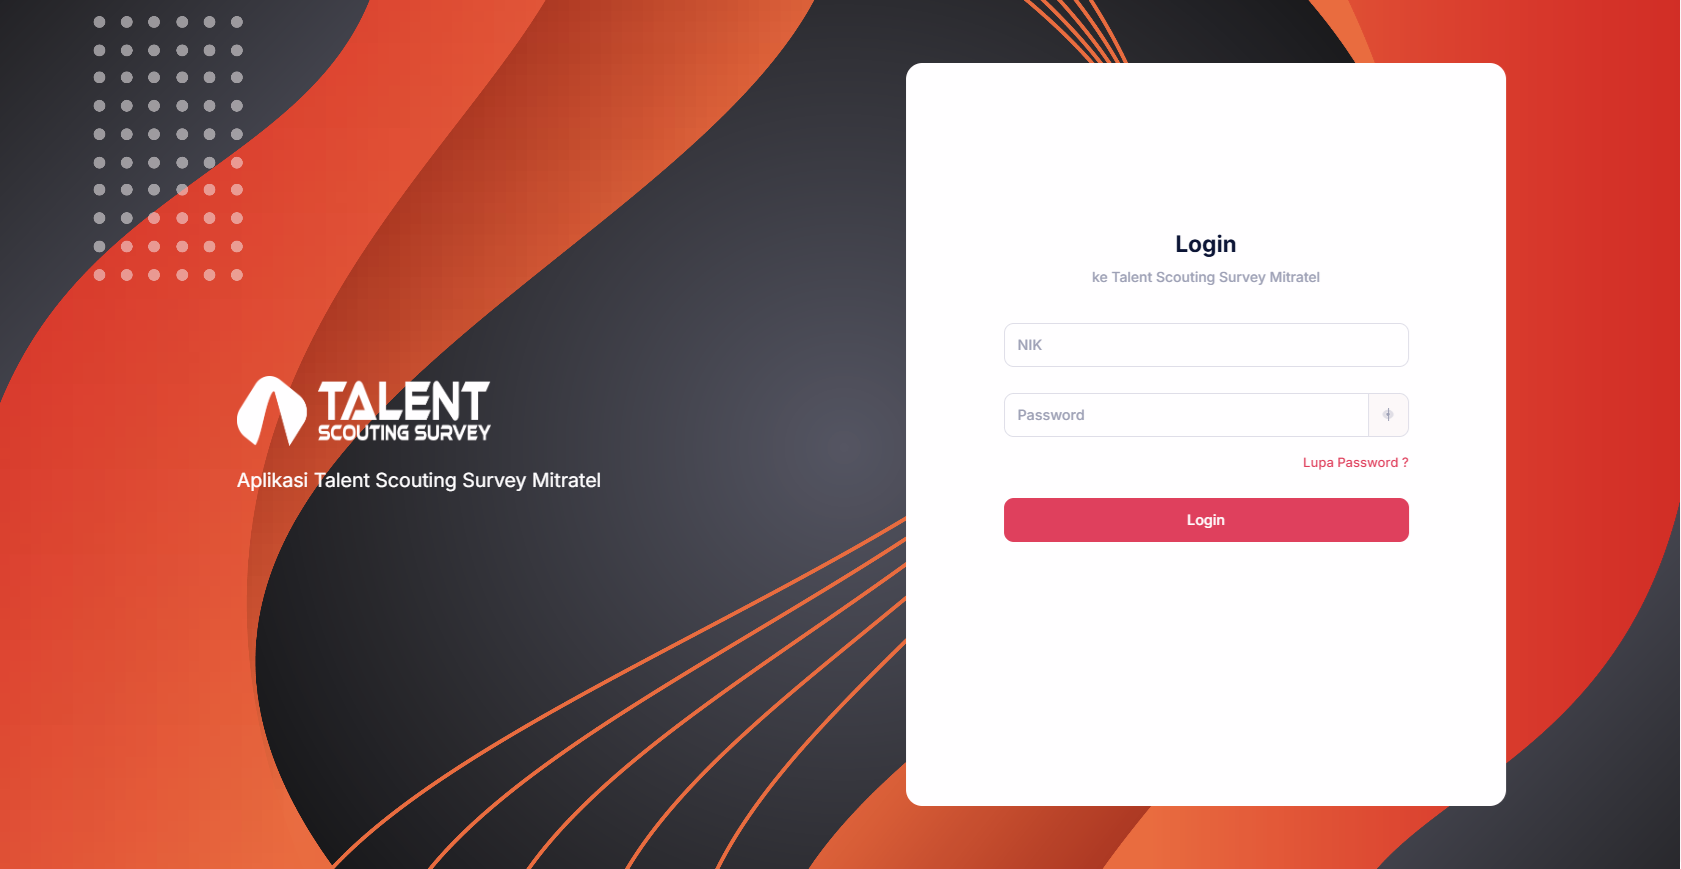 TALENT
SCOUTING SURVEY
Aplikasi Talent Scouting Survey Mitratel
Login
ke Talent Scouting Survey Mitratel
NIK
Password
Lupa Password ?
Login